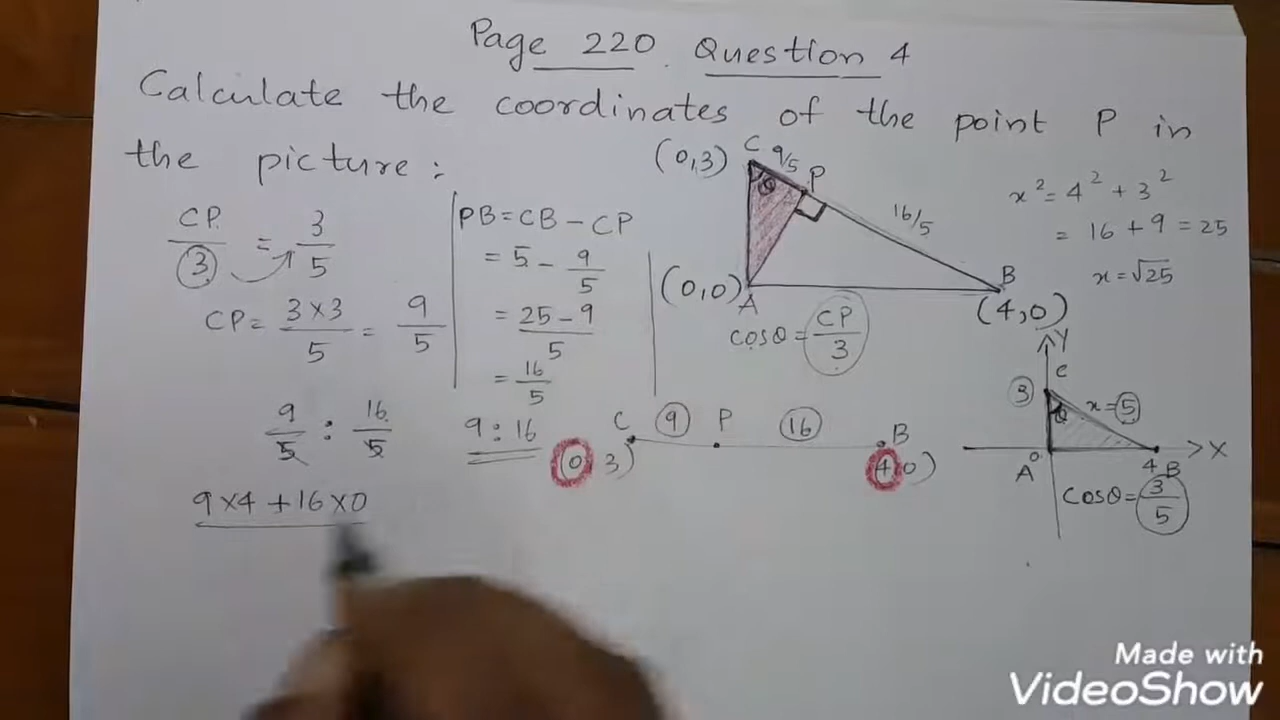 Page 220. Question 4
Calculate the coordinates of the point P in
the picture :
CP/3 = 3/5
CP = 3×3/5 = 9/5
PB = CB – CP
= 5 – 9/5
= 25 – 9/5
= 16/5
(0,3) C 9/5 P
θ
16/5
(0,0) A
B
(4,0)
cosθ = CP/3
x² = 4² + 3²
= 16 + 9 = 25
x = √25
Y
C
3 θ x = 5
A 0 4 B X
cosθ = 3/5
9/5 : 16/5
9 : 16
C 9 P 16 B
(0 3) (4 0)
9×4 + 16×0
Made with
VideoShow